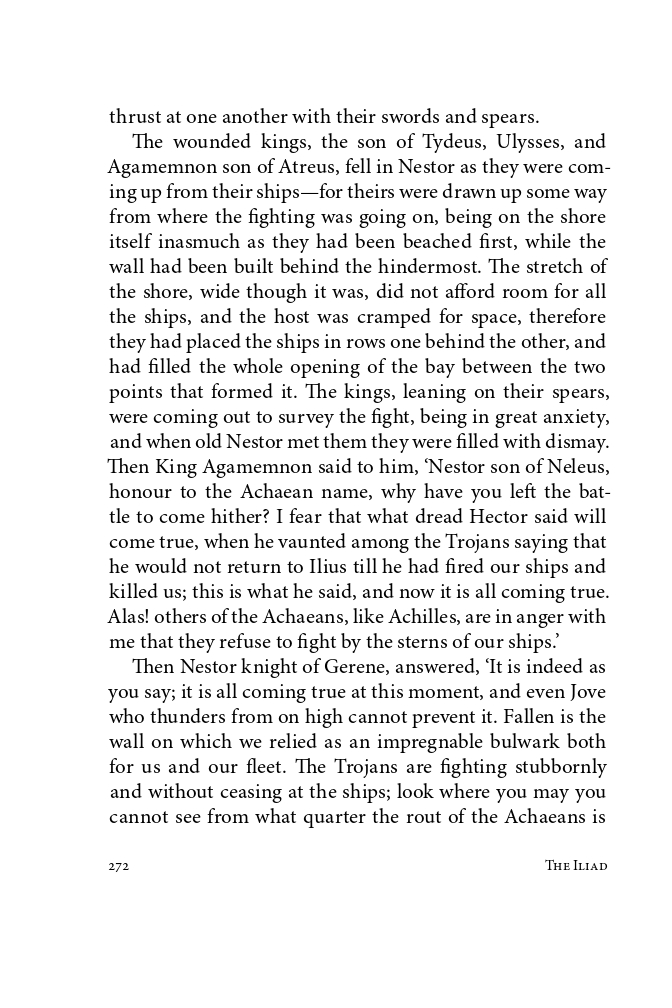 thrust at one another with their swords and spears.
The wounded kings, the son of Tydeus, Ulysses, and
Agamemnon son of Atreus, fell in Nestor as they were com-
ing up from their ships—for theirs were drawn up some way
from where the fighting was going on, being on the shore
itself inasmuch as they had been beached first, while the
wall had been built behind the hindermost. The stretch of
the shore, wide though it was, did not afford room for all
the ships, and the host was cramped for space, therefore
they had placed the ships in rows one behind the other, and
had filled the whole opening of the bay between the two
points that formed it. The kings, leaning on their spears,
were coming out to survey the fight, being in great anxiety,
and when old Nestor met them they were filled with dismay.
Then King Agamemnon said to him, ‘Nestor son of Neleus,
honour to the Achaean name, why have you left the bat-
tle to come hither? I fear that what dread Hector said will
come true, when he vaunted among the Trojans saying that
he would not return to Ilius till he had fired our ships and
killed us; this is what he said, and now it is all coming true.
Alas! others of the Achaeans, like Achilles, are in anger with
me that they refuse to fight by the sterns of our ships.’
Then Nestor knight of Gerene, answered, ‘It is indeed as
you say; it is all coming true at this moment, and even Jove
who thunders from on high cannot prevent it. Fallen is the
wall on which we relied as an impregnable bulwark both
for us and our fleet. The Trojans are fighting stubbornly
and without ceasing at the ships; look where you may you
cannot see from what quarter the rout of the Achaeans is
272 The Iliad